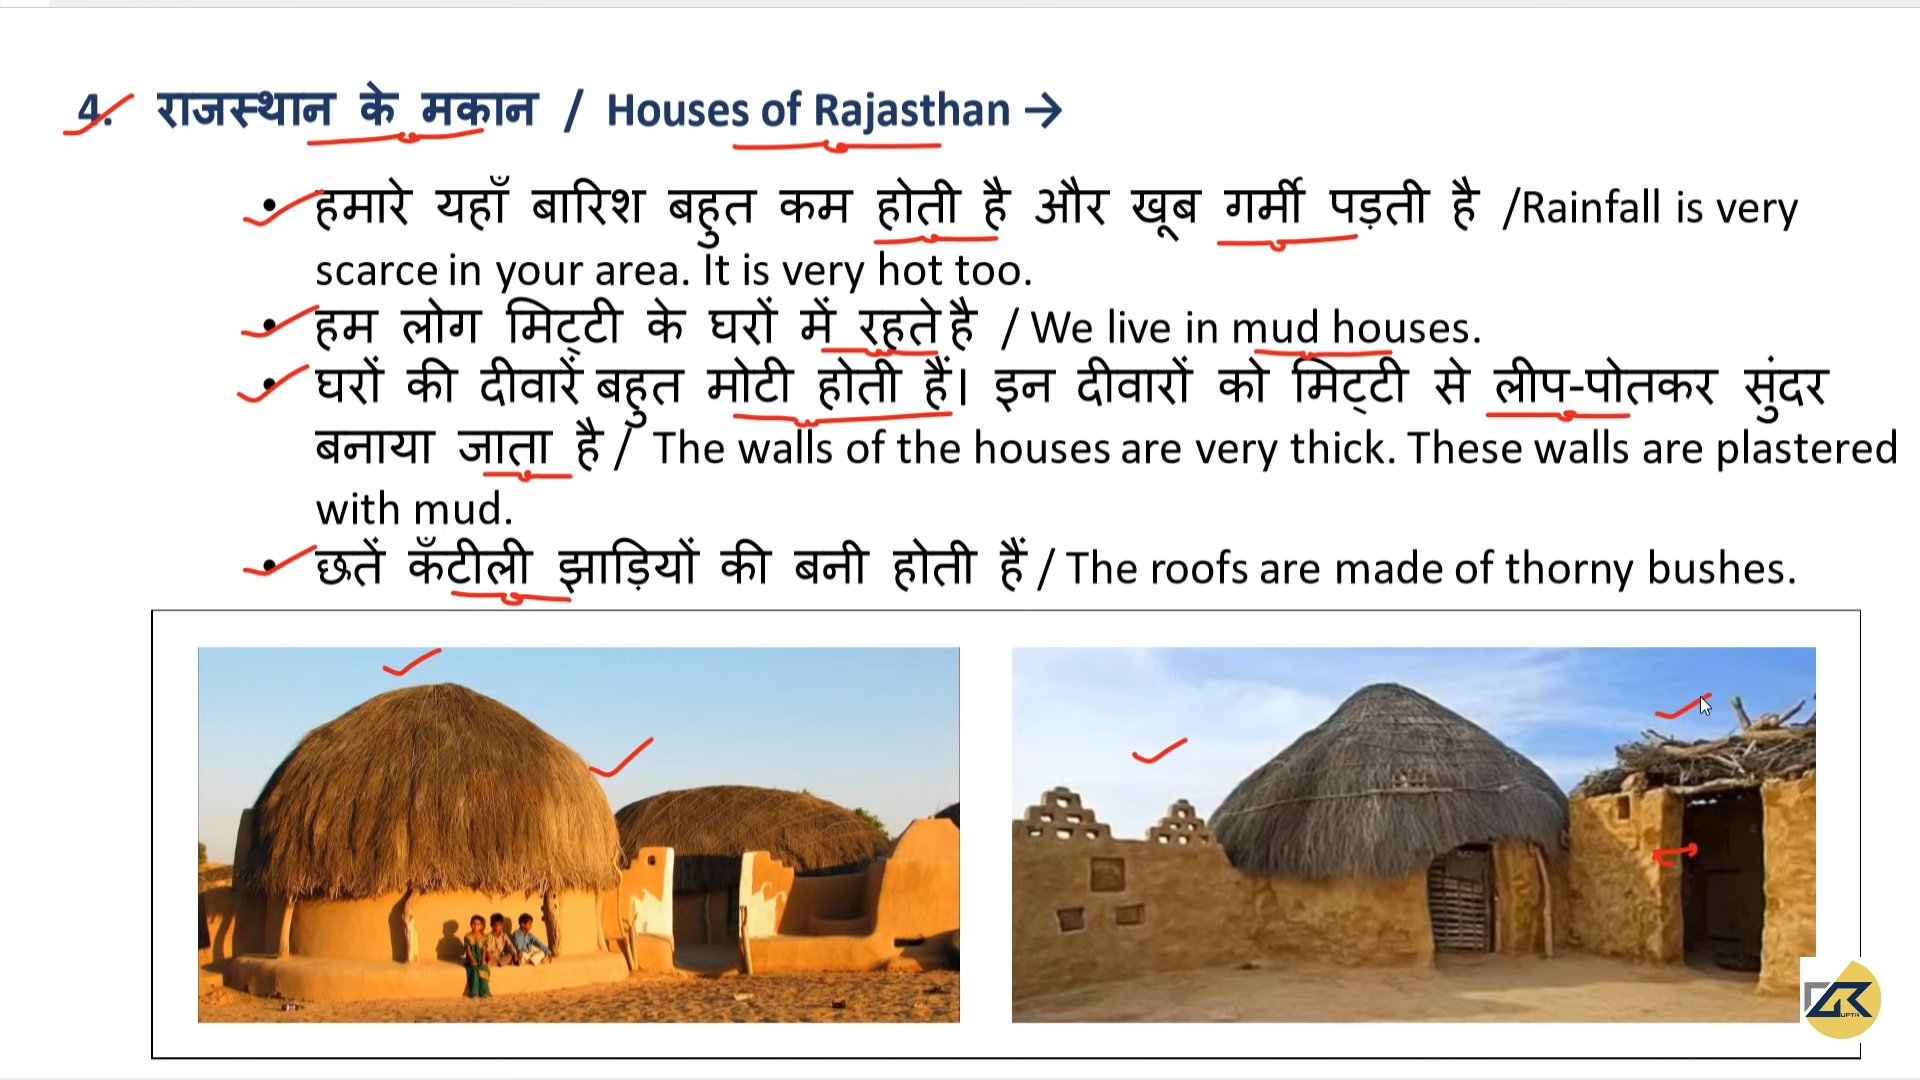 4. राजस्थान के मकान / Houses of Rajasthan →
• हमारे यहाँ बारिश बहुत कम होती है और खूब गर्मी पड़ती है /Rainfall is very
scarce in your area. It is very hot too.
• हम लोग मिट्टी के घरों में रहते है / We live in mud houses.
• घरों की दीवारें बहुत मोटी होती हैं। इन दीवारों को मिट्टी से लीप-पोतकर सुंदर
बनाया जाता है / The walls of the houses are very thick. These walls are plastered
with mud.
• छतें कँटीली झाड़ियों की बनी होती हैं / The roofs are made of thorny bushes.
UPTA